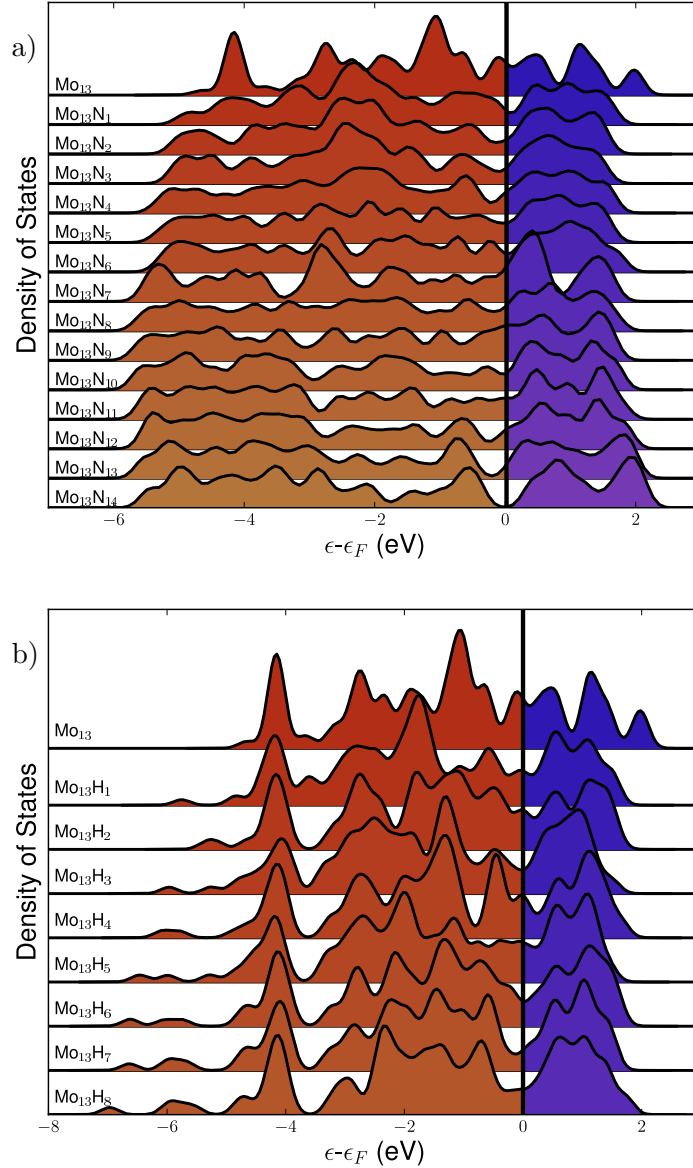 a)
Density of States
Mo₁₃
Mo₁₃N₁
Mo₁₃N₂
Mo₁₃N₃
Mo₁₃N₄
Mo₁₃N₅
Mo₁₃N₆
Mo₁₃N₇
Mo₁₃N₈
Mo₁₃N₉
Mo₁₃N₁₀
Mo₁₃N₁₁
Mo₁₃N₁₂
Mo₁₃N₁₃
Mo₁₃N₁₄
−6 −4 −2 0 2
ϵ-ϵ_F (eV)
b)
Density of States
Mo₁₃
Mo₁₃H₁
Mo₁₃H₂
Mo₁₃H₃
Mo₁₃H₄
Mo₁₃H₅
Mo₁₃H₆
Mo₁₃H₇
Mo₁₃H₈
−8 −6 −4 −2 0 2
ϵ-ϵ_F (eV)